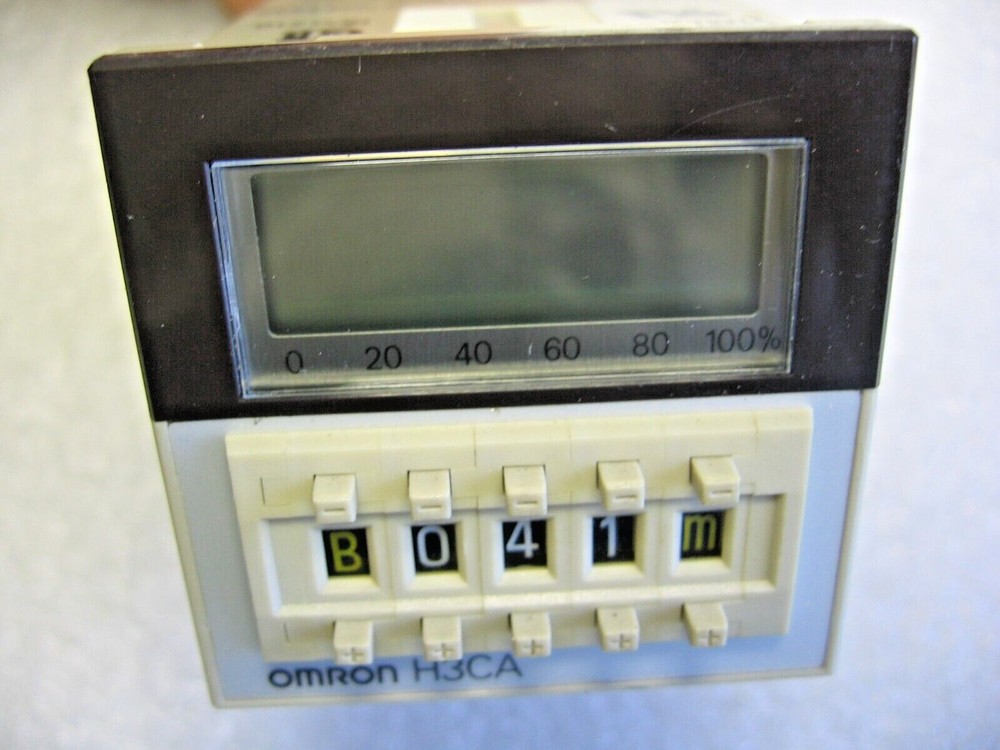 0 20 40 60 80 100%
- - - - -
B 0 4 1 m
+ + + + +
OMRON H3CA